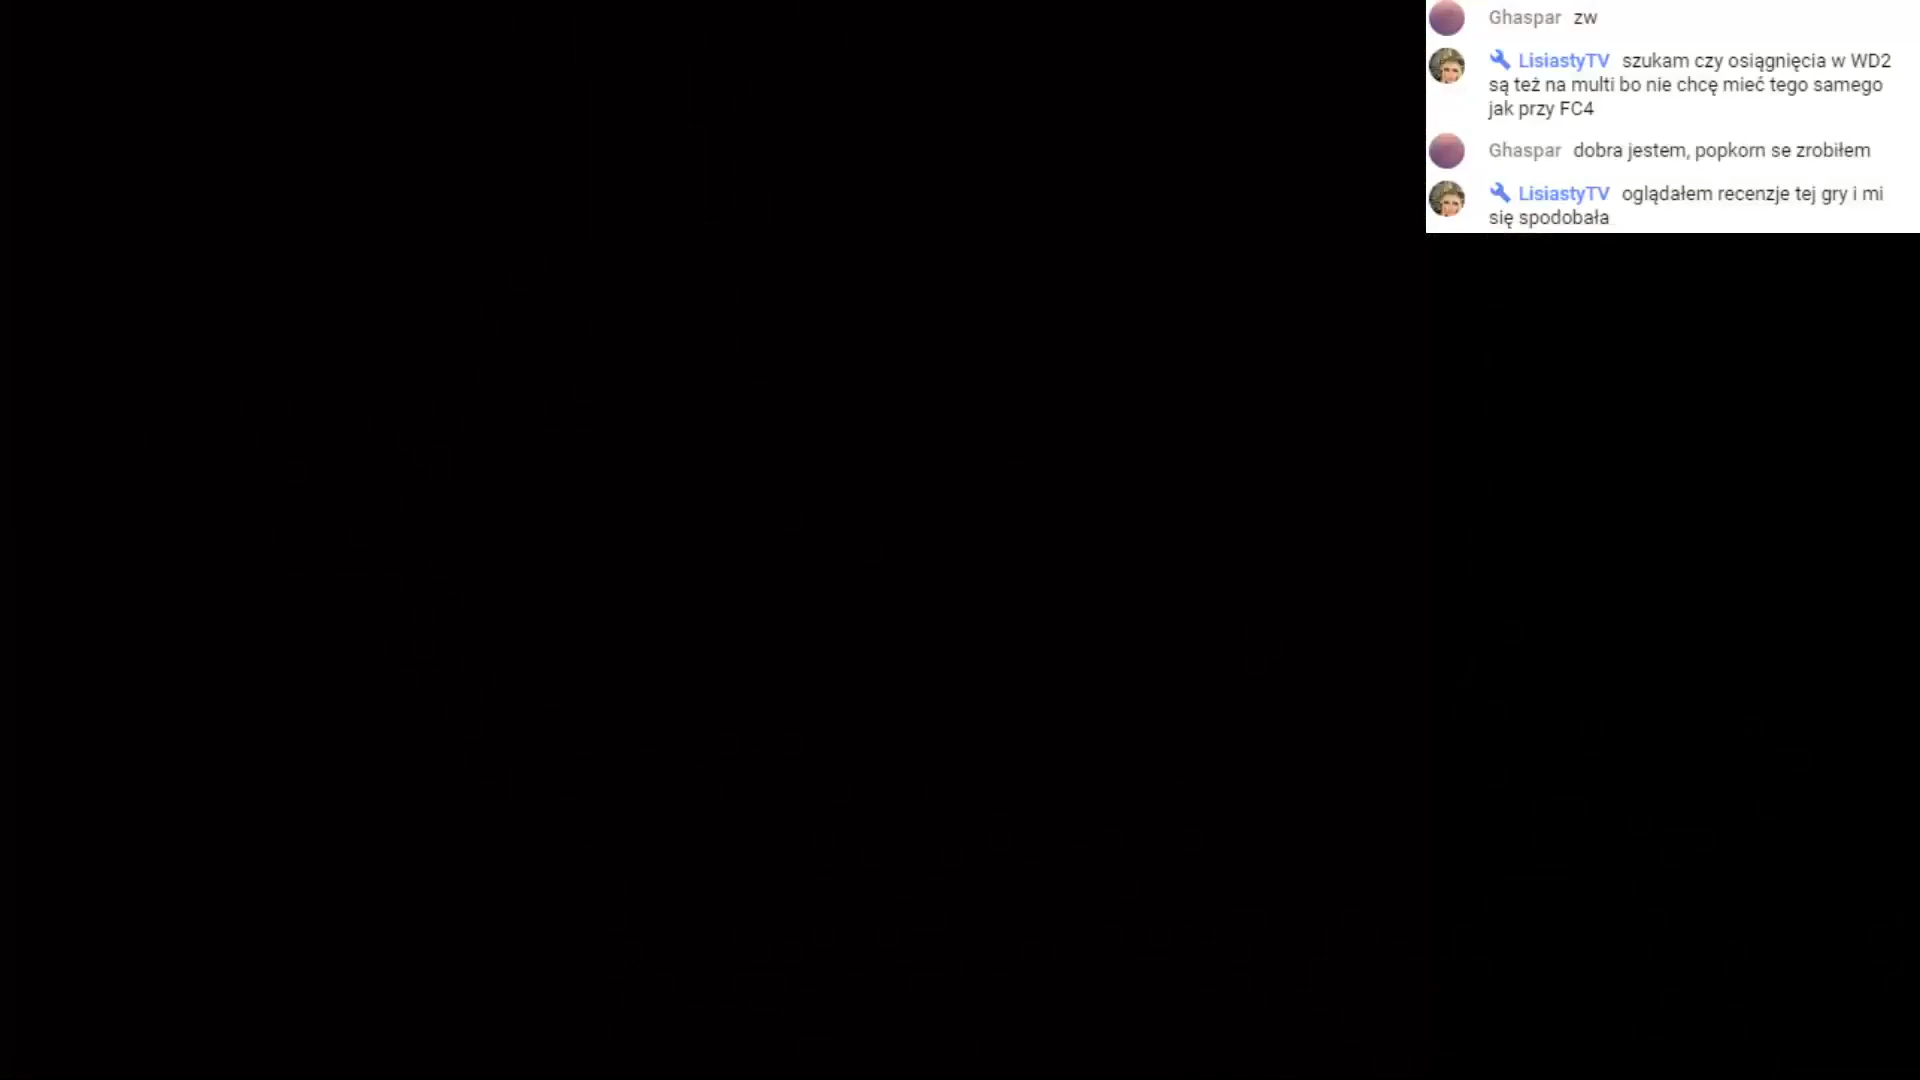 Ghaspar zw
LisiastyTV szukam czy osiągnięcia w WD2
są też na multi bo nie chcę mieć tego samego
jak przy FC4
Ghaspar dobra jestem, popkorn se zrobiłem
LisiastyTV oglądałem recenzje tej gry i mi
się spodobała